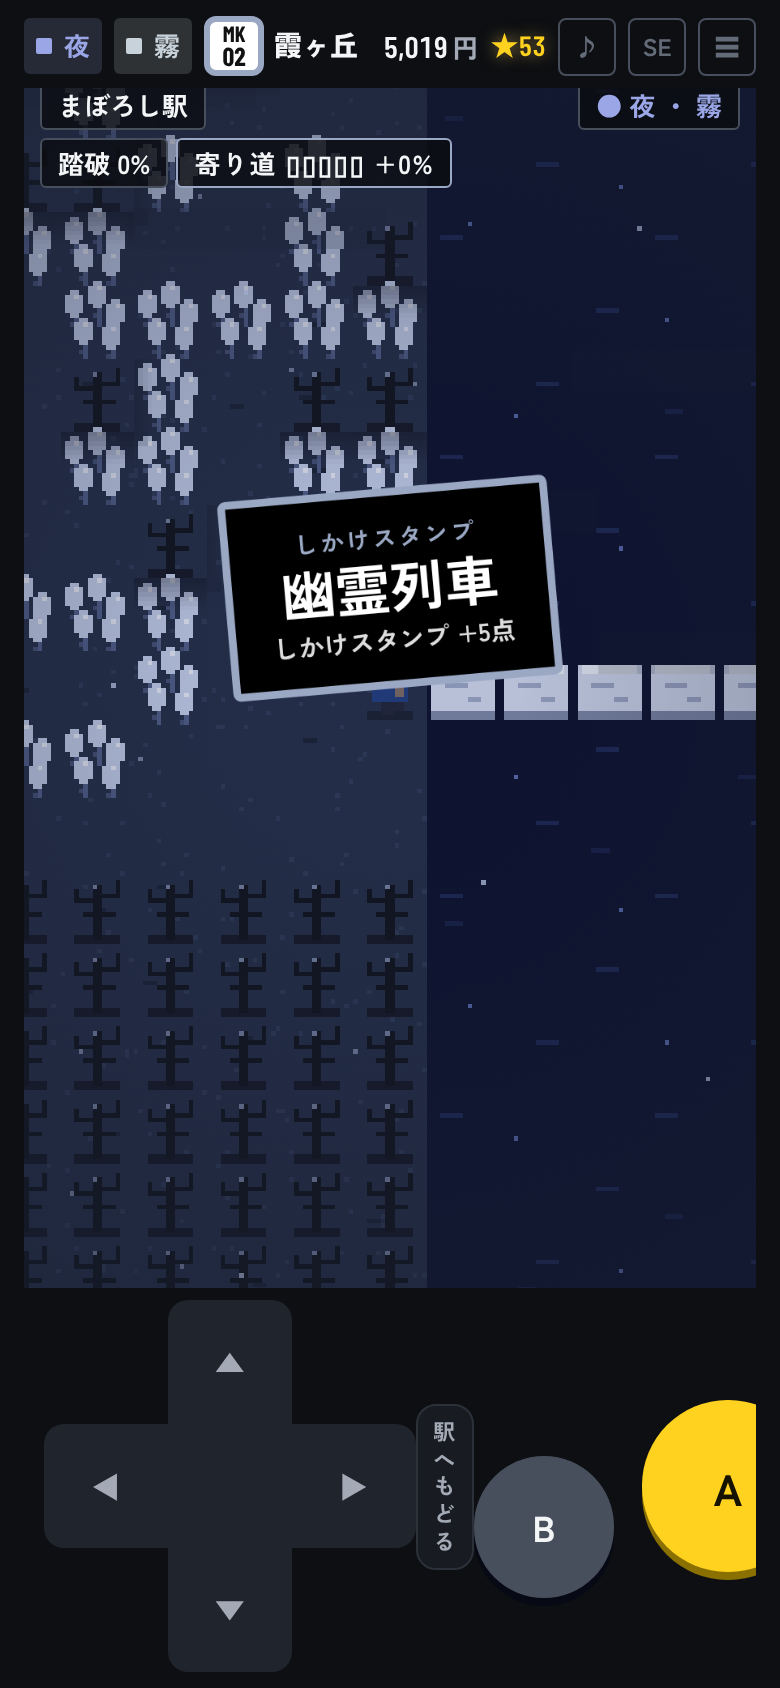 夜 霧 MK 02 霞ヶ丘 5,019円 ★53 ♪ SE ☰
まぼろし駅 ●夜・霧
踏破 0% 寄り道 ▯▯▯▯▯ +0%
しかけスタンプ
幽霊列車
しかけスタンプ +5点
駅へもどる
B
A